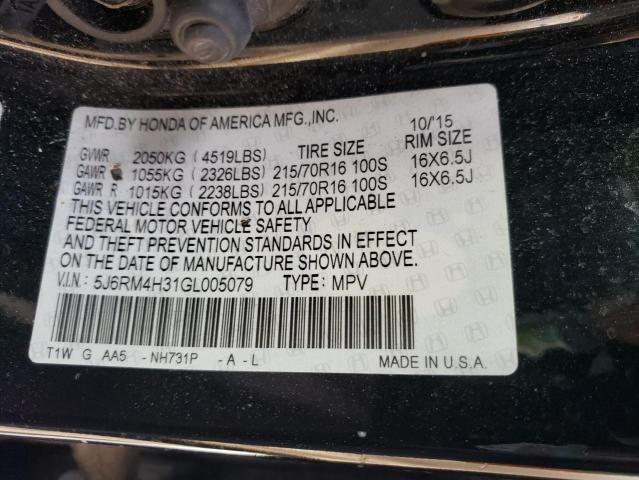 MFD.BY HONDA OF AMERICA MFG.,INC. 10/'15
GVWR 2050KG (4519LBS) TIRE SIZE RIM SIZE
GAWR 1055KG (2326LBS) 215/70R16 100S 16X6.5J
GAWR R 1015KG (2238LBS) 215/70R16 100S 16X6.5J
THIS VEHICLE CONFORMS TO ALL APPLICABLE
FEDERAL MOTOR VEHICLE SAFETY
AND THEFT PREVENTION STANDARDS IN EFFECT
ON THE DATE OF MANUFACTURE SHOWN ABOVE.
V.I.N.: 5J6RM4H31GL005079 TYPE: MPV
T1W G AA5 - NH731P - A - L MADE IN U.S.A.